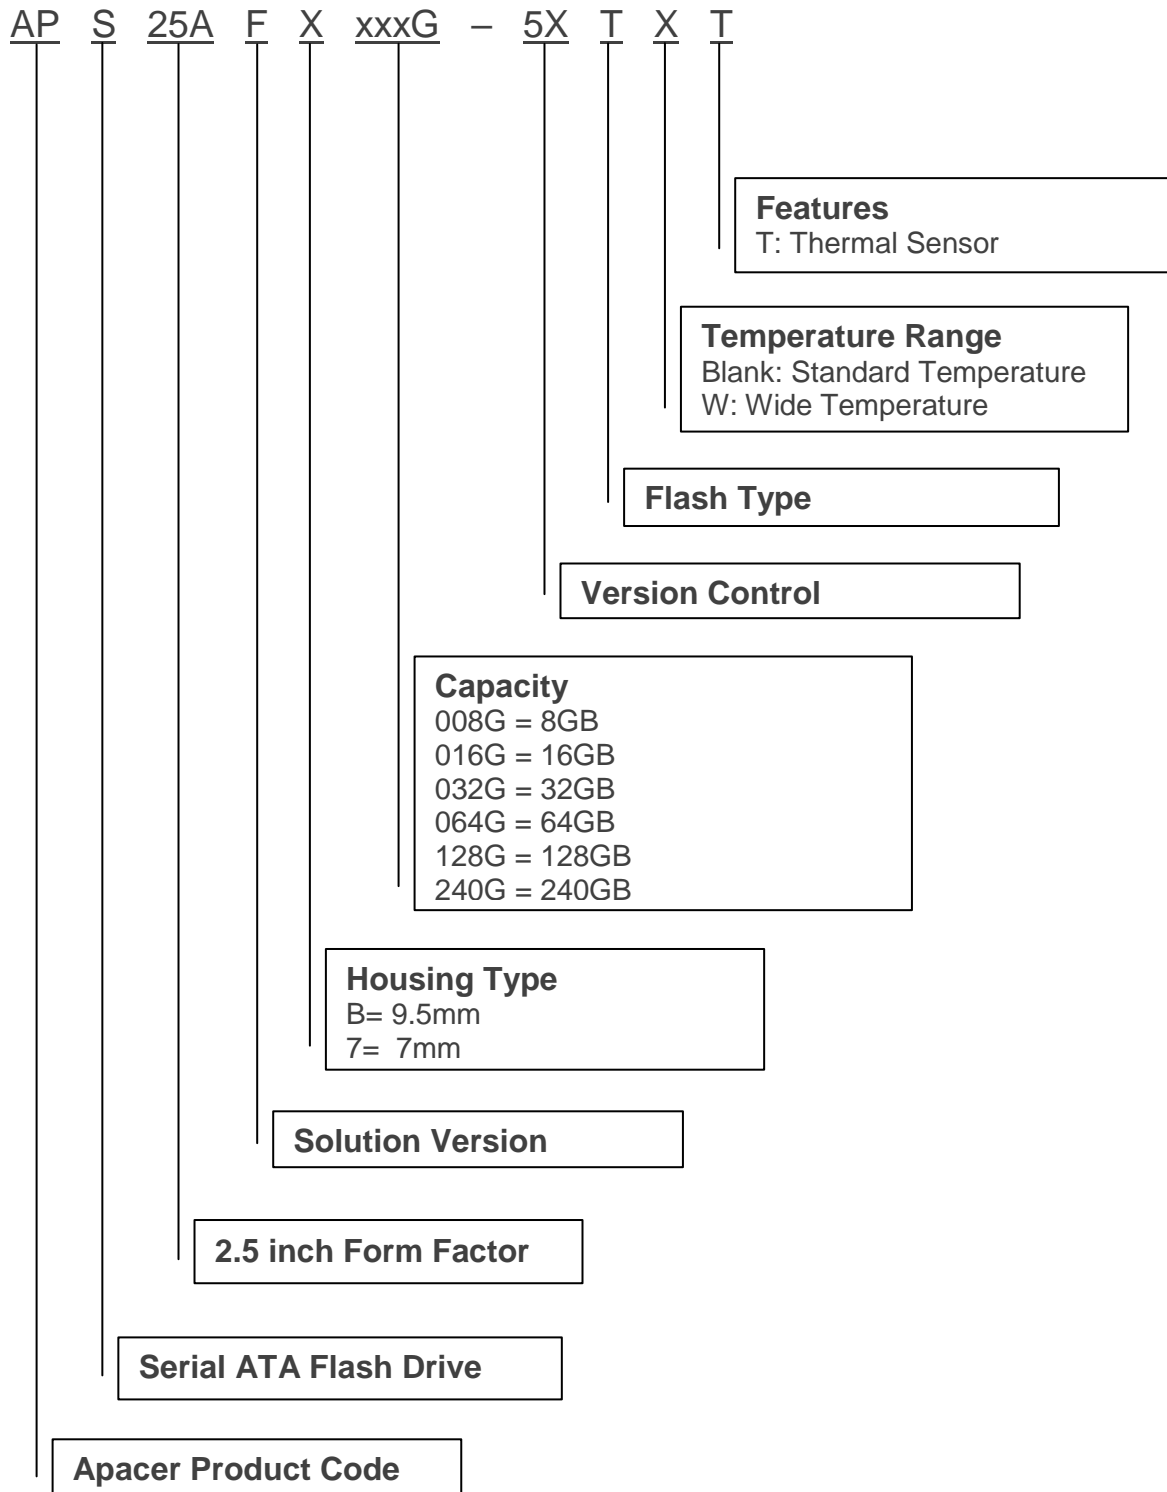 AP S 25A F X xxxG – 5X T X T
Features
T: Thermal Sensor
Temperature Range
Blank: Standard Temperature
W: Wide Temperature
Flash Type
Version Control
Capacity
008G = 8GB
016G = 16GB
032G = 32GB
064G = 64GB
128G = 128GB
240G = 240GB
Housing Type
B= 9.5mm
7= 7mm
Solution Version
2.5 inch Form Factor
Serial ATA Flash Drive
Apacer Product Code